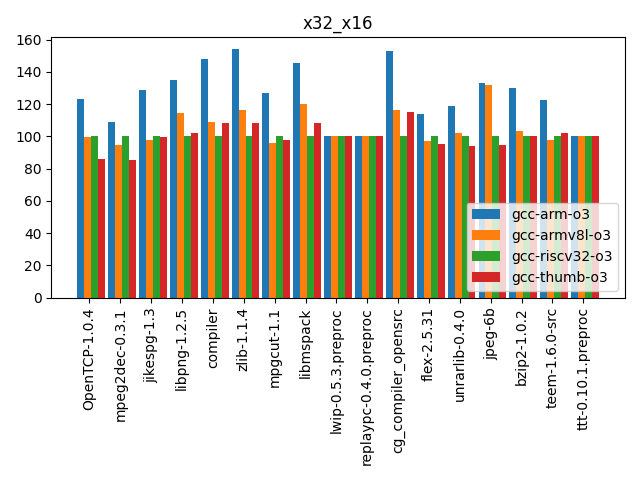 x32_x16
160
140
120
100
80
60
40
20
0
gcc-arm-o3
gcc-armv8l-o3
gcc-riscv32-o3
gcc-thumb-o3
OpenTCP-1.0.4
mpeg2dec-0.3.1
jikespg-1.3
libpng-1.2.5
compiler
zlib-1.1.4
mpgcut-1.1
libmspack
lwip-0.5.3.preproc
replaypc-0.4.0.preproc
cg_compiler_opensrc
flex-2.5.31
unrarlib-0.4.0
jpeg-6b
bzip2-1.0.2
teem-1.6.0-src
ttt-0.10.1.preproc